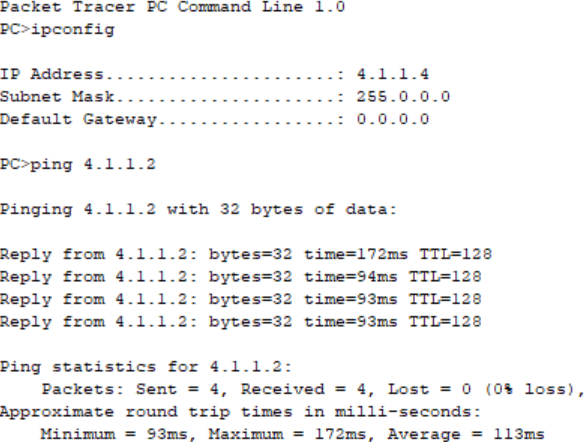 Packet Tracer PC Command Line 1.0
PC>ipconfig
IP Address......................: 4.1.1.4
Subnet Mask.....................: 255.0.0.0
Default Gateway.................: 0.0.0.0
PC>ping 4.1.1.2
Pinging 4.1.1.2 with 32 bytes of data:
Reply from 4.1.1.2: bytes=32 time=172ms TTL=128
Reply from 4.1.1.2: bytes=32 time=94ms TTL=128
Reply from 4.1.1.2: bytes=32 time=93ms TTL=128
Reply from 4.1.1.2: bytes=32 time=93ms TTL=128
Ping statistics for 4.1.1.2:
Packets: Sent = 4, Received = 4, Lost = 0 (0% loss),
Approximate round trip times in milli-seconds:
Minimum = 93ms, Maximum = 172ms, Average = 113ms